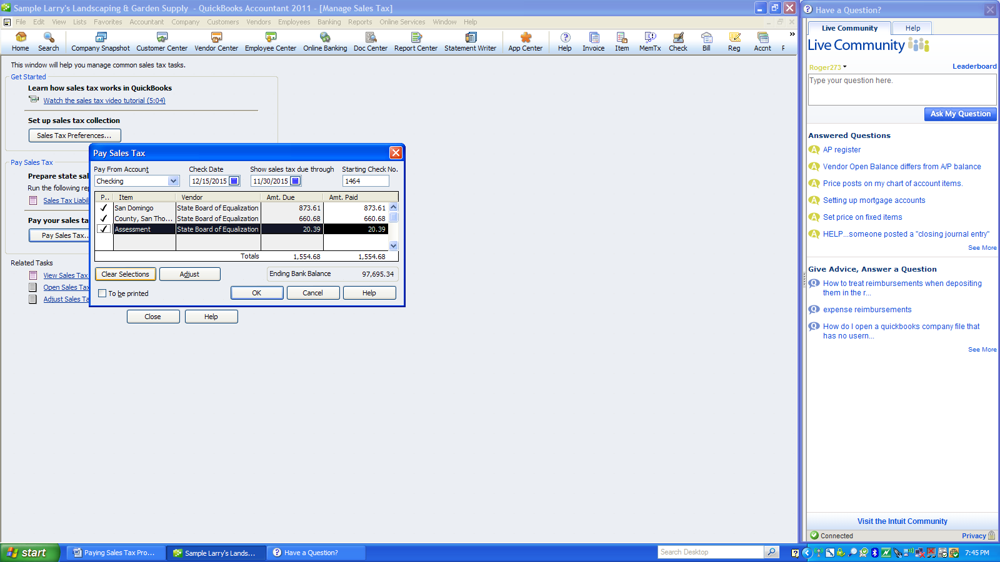 Sample Larry's Landscaping & Garden Supply - QuickBooks Accountant 2011 - [Manage Sales Tax]
File Edit View Lists Favorites Accountant Company Customers Vendors Employees Banking Reports Online Services Window Help
Home Search Company Snapshot Customer Center Vendor Center Employee Center Online Banking Doc Center Report Center Statement Writer App Center Help Invoice Item MemTx Check Bill Reg Accnt
This window will help you manage common sales tax tasks.
Get Started
Learn how sales tax works in QuickBooks
Watch the sales tax video tutorial (5:04)
Set up sales tax collection
Sales Tax Preferences...
Pay Sales Tax
Prepare state sal
Run the following rep
Sales Tax Liabil
Pay your sales ta
Pay Sales Tax..
Related Tasks
View Sales Tax
Open Sales Tax
Adjust Sales Ta
Close Help
Pay Sales Tax
Pay From Account Check Date Show sales tax due through Starting Check No.
Checking 12/15/2015 11/30/2015 1464
P.. Item Vendor Amt. Due Amt. Paid
San Domingo State Board of Equalization 873.61 873.61
County, San Tho... State Board of Equalization 660.68 660.68
Assessment State Board of Equalization 20.39 20.39
Totals 1,554.68 1,554.68
Clear Selections Adjust Ending Bank Balance 97,695.34
To be printed OK Cancel Help
Have a Question?
Live Community Help
Live Community
Roger273 Leaderboard
Type your question here.
Ask My Question
Answered Questions
AP register
Vendor Open Balance differs from A/P balance
Price posts on my chart of account items.
Setting up mortgage accounts
Set price on fixed items
HELP...someone posted a "closing journal entry"
See More
Give Advice, Answer a Question
How to treat reimbursements when depositing
them in the r...
expense reimbursements
How do I open a quickbooks company file that
has no usern...
See More
Visit the Intuit Community
Connected Privacy
start Paying Sales Tax Pro... Sample Larry's Lands... Have a Question? Search Desktop 7:45 PM